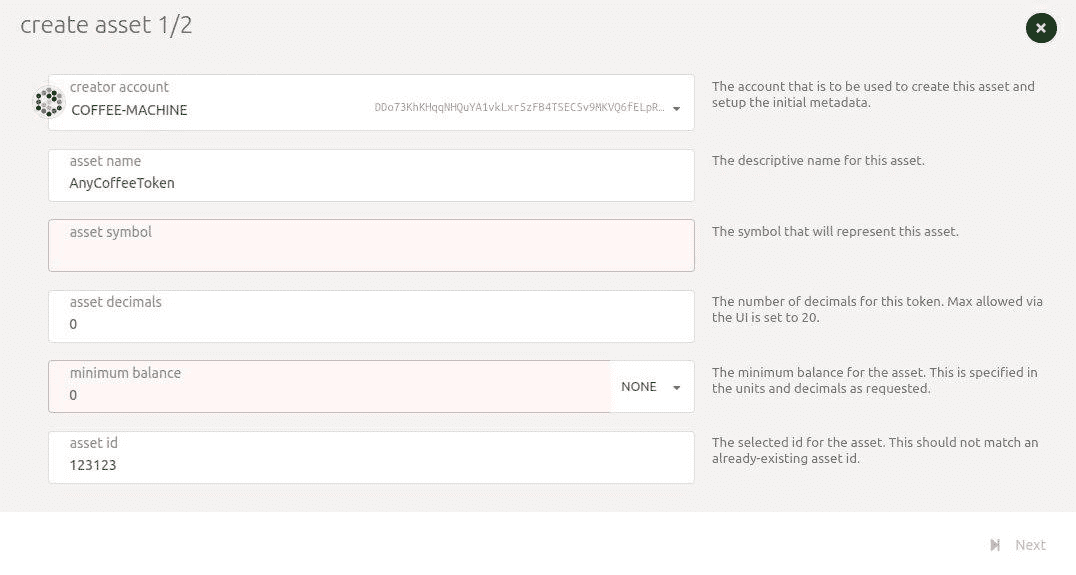 create asset 1/2
creator account
COFFEE-MACHINE
DDo73KhKHqqNHQuYA1vkLxr5zFB4TSECSv9MKVQ6fELpR…
The account that is to be used to create this asset and
setup the initial metadata.
asset name
AnyCoffeeToken
The descriptive name for this asset.
asset symbol
The symbol that will represent this asset.
asset decimals
0
The number of decimals for this token. Max allowed via
the UI is set to 20.
minimum balance
0
NONE
The minimum balance for the asset. This is specified in
the units and decimals as requested.
asset id
123123
The selected id for the asset. This should not match an
already-existing asset id.
Next